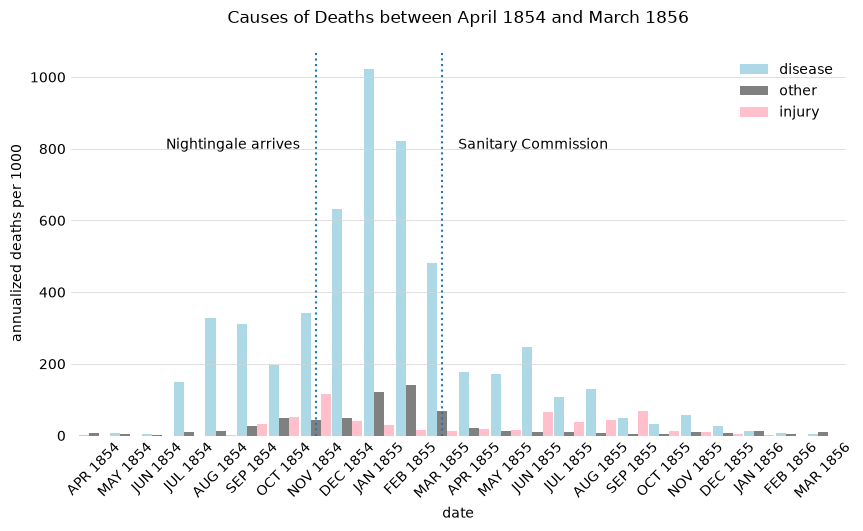 Causes of Deaths between April 1854 and March 1856
disease
other
injury
Nightingale arrives
Sanitary Commission
annualized deaths per 1000
1000
800
600
400
200
0
APR 1854
MAY 1854
JUN 1854
JUL 1854
AUG 1854
SEP 1854
OCT 1854
NOV 1854
DEC 1854
JAN 1855
FEB 1855
MAR 1855
APR 1855
MAY 1855
JUN 1855
JUL 1855
AUG 1855
SEP 1855
OCT 1855
NOV 1855
DEC 1855
JAN 1856
FEB 1856
MAR 1856
date